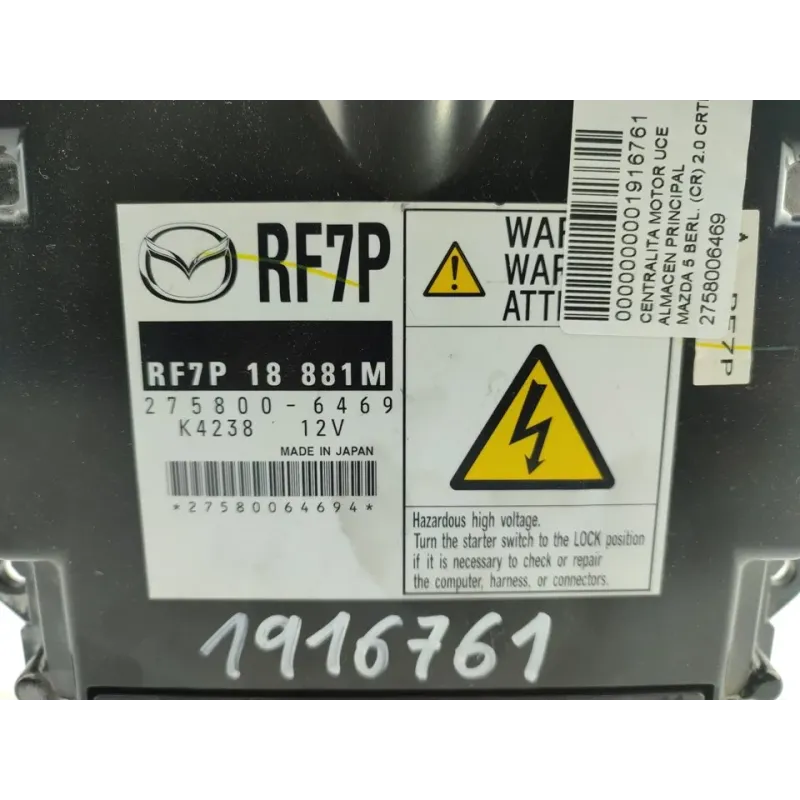 RF7P
RF7P 18 881M
275800-6469
K4238 12V
MADE IN JAPAN
*27580064694*
WAR
WAR
ATTE
Hazardous high voltage.
Turn the starter switch to the LOCK position
if it is necessary to check or repair
the computer, harness, or connectors.
0000000001916761
CENTRALITA MOTOR UCE
ALMACEN PRINCIPAL
MAZDA 5 BERL. (CR) 2.0 CRT
2758006469
RF7P
1916761